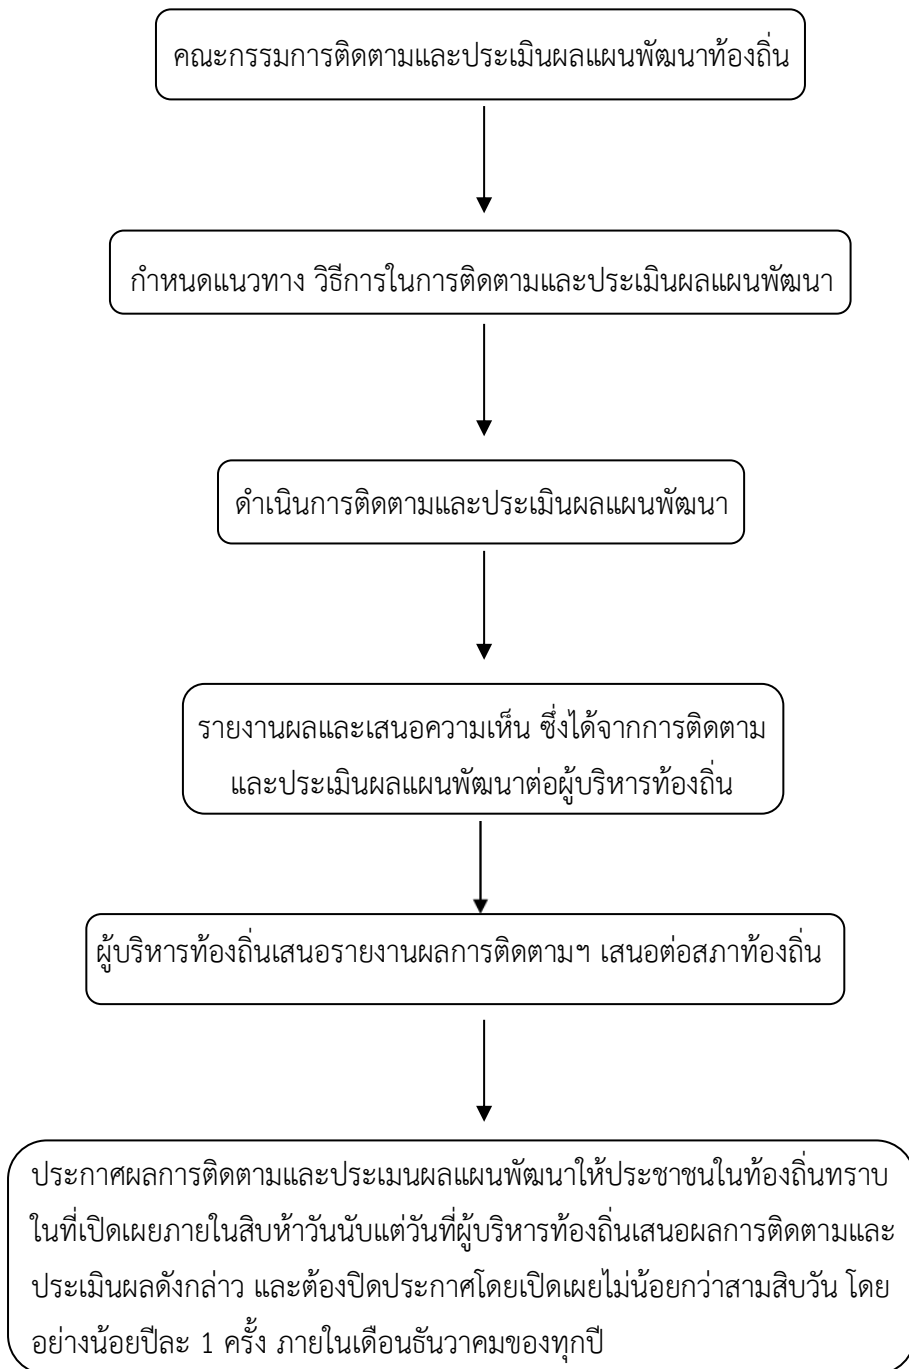 คณะกรรมการติดตามและประเมินผลแผนพัฒนาท้องถิ่น
กำหนดแนวทาง วิธีการในการติดตามและประเมินผลแผนพัฒนา
ดำเนินการติดตามและประเมินผลแผนพัฒนา
รายงานผลและเสนอความเห็น ซึ่งได้จากการติดตาม
และประเมินผลแผนพัฒนาต่อผู้บริหารท้องถิ่น
ผู้บริหารท้องถิ่นเสนอรายงานผลการติดตามฯ เสนอต่อสภาท้องถิ่น
ประกาศผลการติดตามและประเมนผลแผนพัฒนาให้ประชาชนในท้องถิ่นทราบ
ในที่เปิดเผยภายในสิบห้าวันนับแต่วันที่ผู้บริหารท้องถิ่นเสนอผลการติดตามและ
ประเมินผลดังกล่าว และต้องปิดประกาศโดยเปิดเผยไม่น้อยกว่าสามสิบวัน โดย
อย่างน้อยปีละ 1 ครั้ง ภายในเดือนธันวาคมของทุกปี